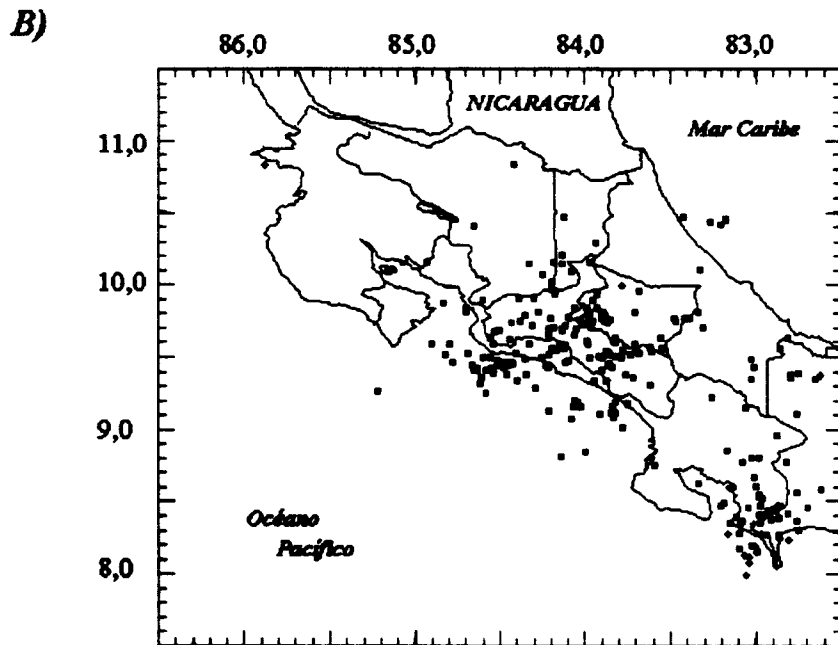 B)
86,0 85,0 84,0 83,0
NICARAGUA
Mar Caribe
11,0
10,0
9,0
Océano
Pacífico
8,0